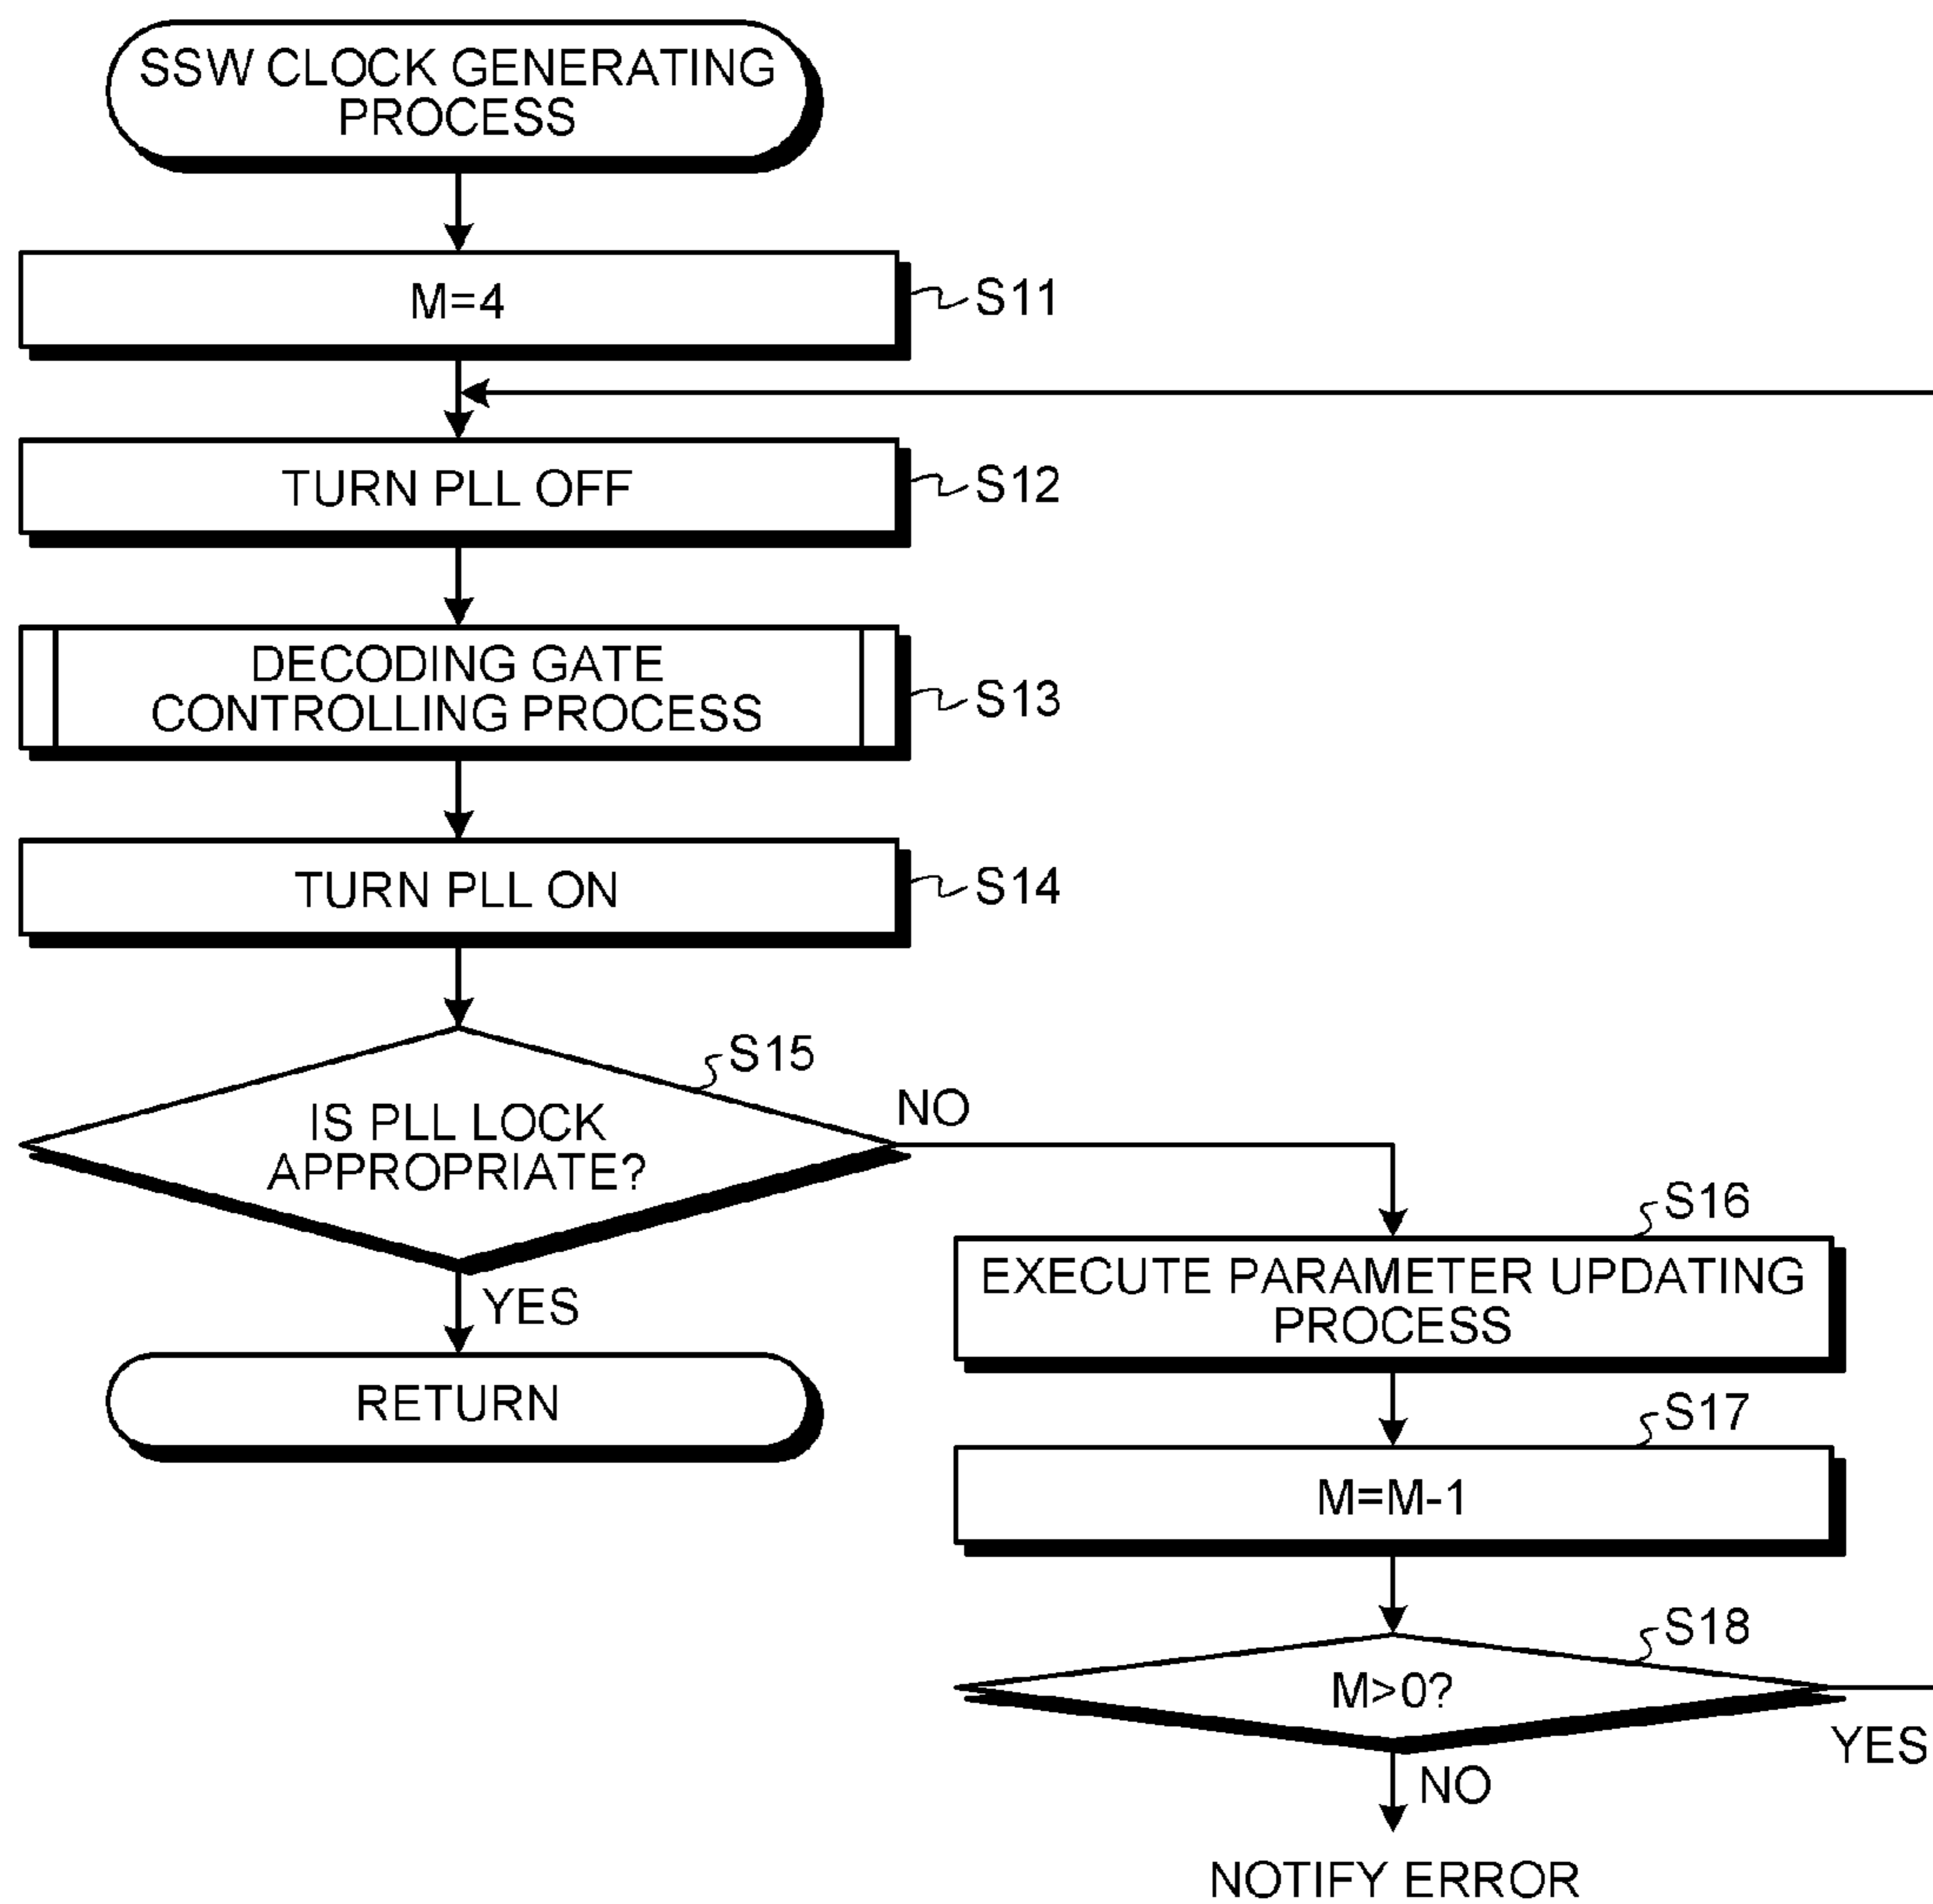 SSW CLOCK GENERATING
PROCESS
M=4
S11
TURN PLL OFF
S12
DECODING GATE
CONTROLLING PROCESS
S13
TURN PLL ON
S14
S15
IS PLL LOCK
APPROPRIATE?
NO
YES
RETURN
S16
EXECUTE PARAMETER UPDATING
PROCESS
S17
M=M-1
S18
M>0?
YES
NO
NOTIFY ERROR